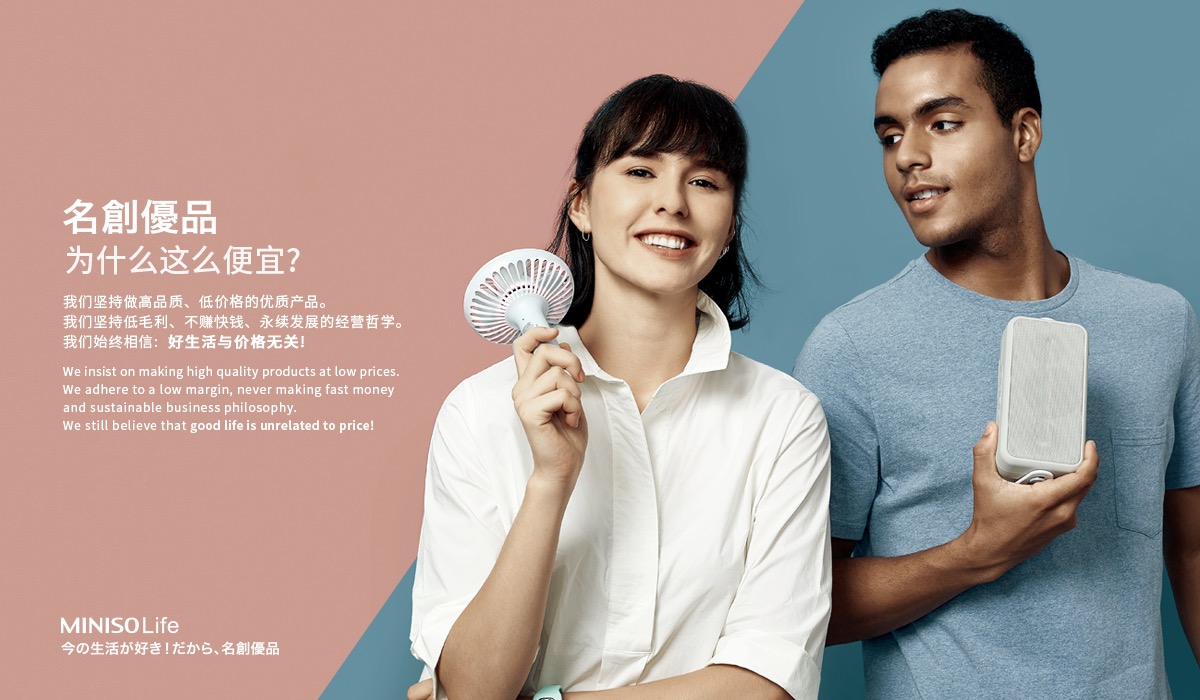 名創優品
为什么这么便宜?
我们坚持做高品质、低价格的优质产品。
我们坚持低毛利、不赚快钱、永续发展的经营哲学。
我们始终相信：好生活与价格无关!
We insist on making high quality products at low prices.
We adhere to a low margin, never making fast money
and sustainable business philosophy.
We still believe that good life is unrelated to price!
MINISO Life
今の生活が好き!だから、名創優品